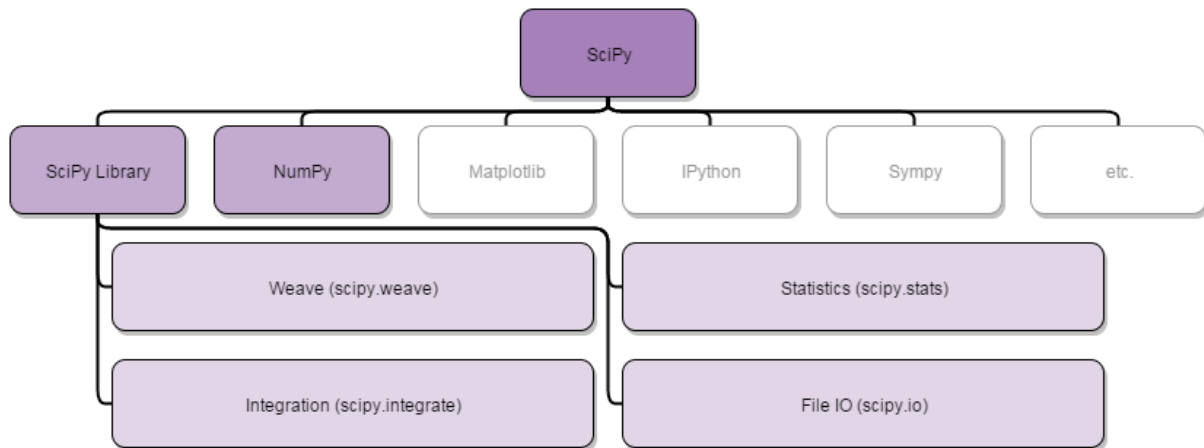 SciPy
SciPy Library
NumPy
Matplotlib
IPython
Sympy
etc.
Weave (scipy.weave)
Statistics (scipy.stats)
Integration (scipy.integrate)
File IO (scipy.io)